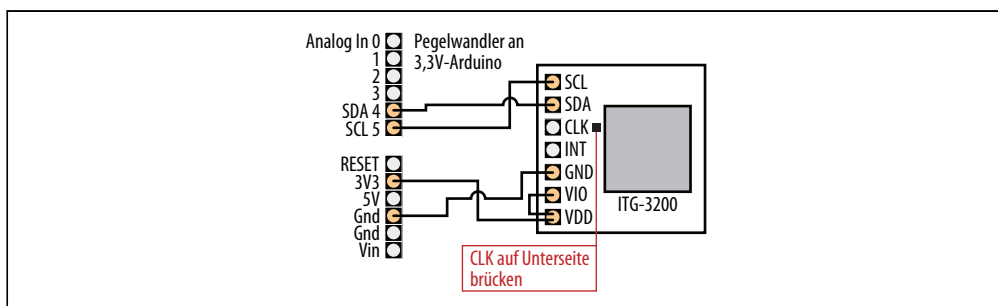 Analog In 0
1
2
3
SDA 4
SCL 5
RESET
3V3
5V
Gnd
Gnd
Vin
Pegelwandler an
3,3V-Arduino
SCL
SDA
CLK
INT
GND
VIO
VDD
ITG-3200
CLK auf Unterseite
brücken